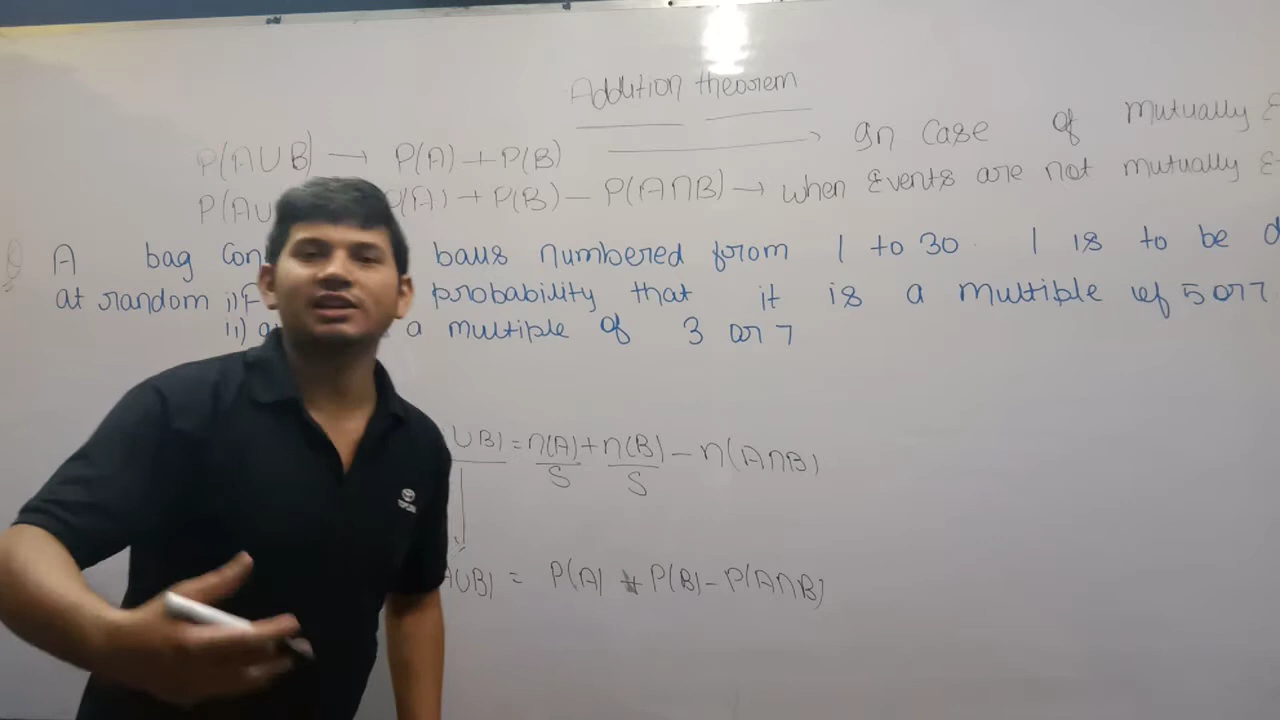 Addition theorem
P(A∪B) → P(A) + P(B) → In case of mutually E
P(AU P(A) + P(B) – P(A∩B) → when Events are not mutually E
Q A bag con balls numbered from 1 to 30. 1 is to be d
at random i) F probability that it is a multiple of 5 or 7
ii) a multiple of 3 or 7
∪B) = n(A) + n(B) – n(A∩B)
S S
A∪B) = P(A) + P(B) – P(A∩B)